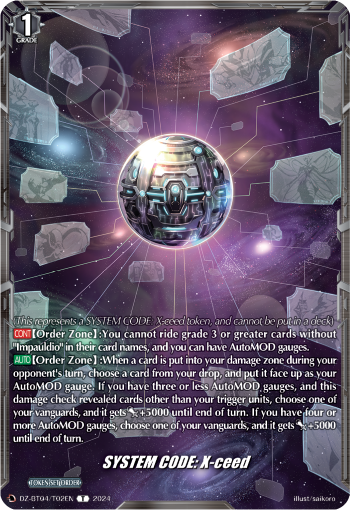 1
GRADE
(This represents a SYSTEM CODE: X-ceed token, and cannot be put in a deck)
CONT【Order Zone】:You cannot ride grade 3 or greater cards without
"Impauldio" in their card names, and you can have AutoMOD gauges.
AUTO【Order Zone】:When a card is put into your damage zone during your
opponent's turn, choose a card from your drop, and put it face up as your
AutoMOD gauge. If you have three or less AutoMOD gauges, and this
damage check revealed cards other than your trigger units, choose one of
your vanguards, and it gets +5000 until end of turn. If you have four or
more AutoMOD gauges, choose one of your vanguards, and it gets +5000
until end of turn.
SYSTEM CODE: X-ceed
TOKEN/SET ORDER
DZ-BT04/T02EN T 2024 illust/saikoro